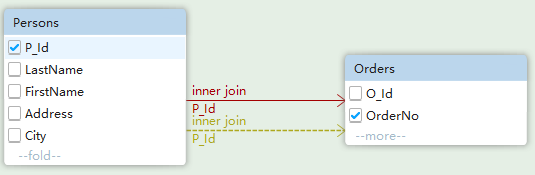 Persons
P_Id
LastName
FirstName
Address
City
--fold--
inner join
P_Id
inner join
P_Id
Orders
O_Id
OrderNo
--more--